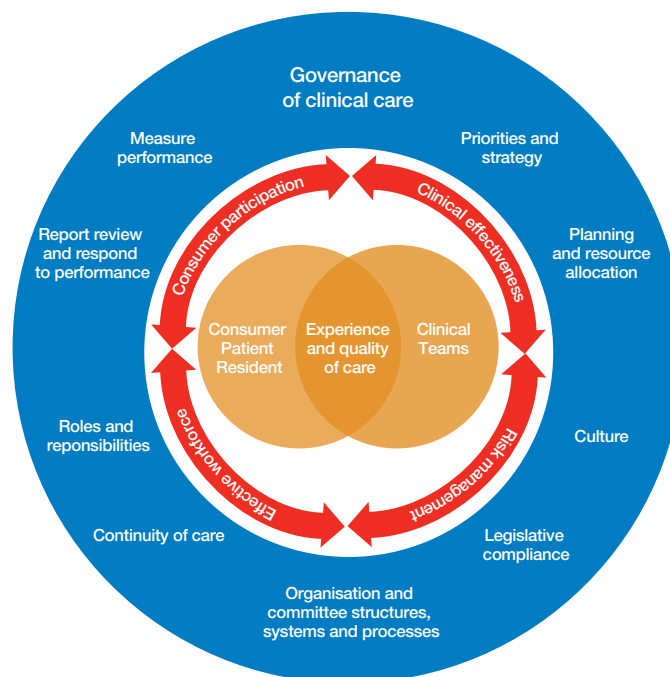 Governance
of clinical care
Measure
performance
Priorities and
strategy
Consumer participation
Clinical effectiveness
Report review
and respond
to performance
Planning
and resource
allocation
Consumer
Patient
Resident
Experience
and quality
of care
Clinical
Teams
Roles and
reponsibilities
Culture
Effective workforce
Risk management
Continuity of care
Legislative
compliance
Organisation and
committee structures,
systems and processes